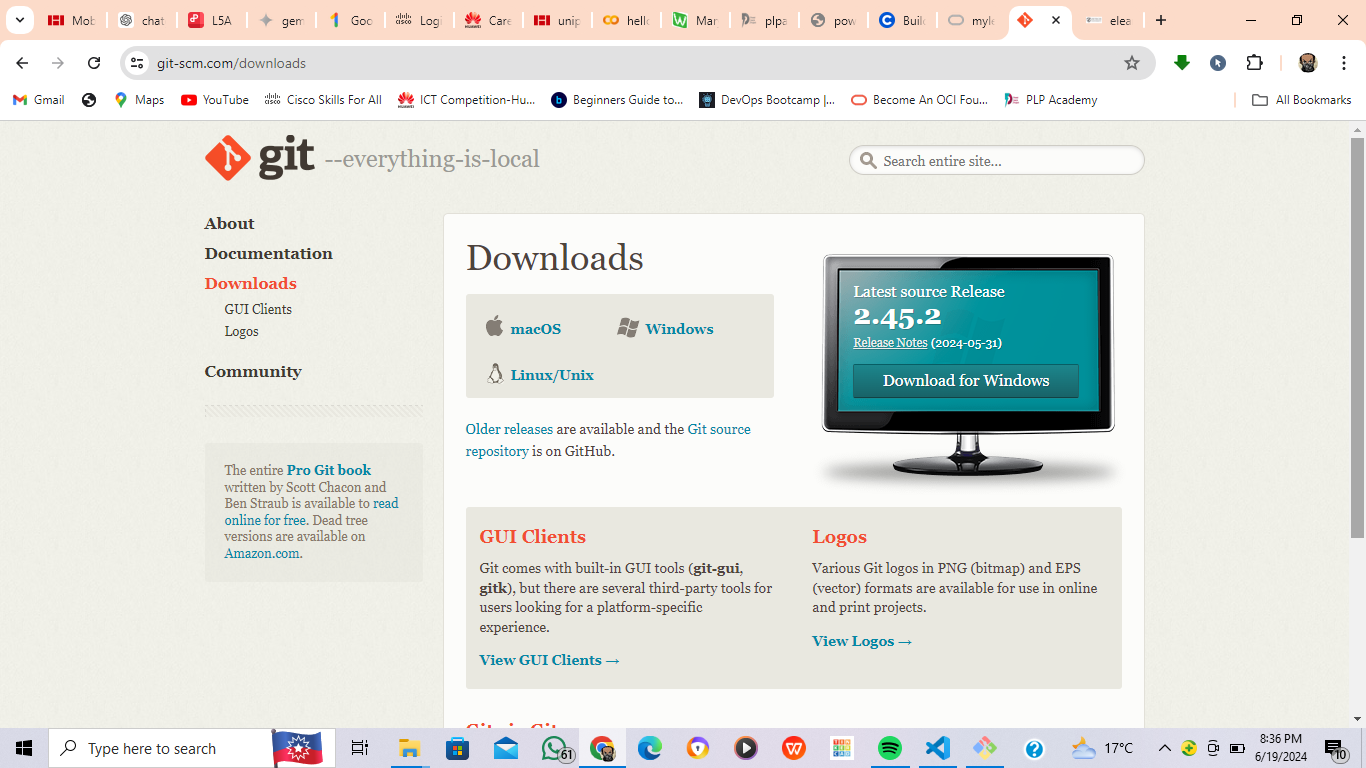 Mob
chat
L5A
gem
Goo
Logi
Care
unip
hello
Mar
plpa
pow
Buil
myle
elea
git-scm.com/downloads
Gmail
Maps
YouTube
Cisco Skills For All
ICT Competition-Hu...
Beginners Guide to...
DevOps Bootcamp |...
Become An OCI Fou...
PLP Academy
All Bookmarks
git --everything-is-local
Search entire site...
About
Documentation
Downloads
GUI Clients
Logos
Community
The entire Pro Git book
written by Scott Chacon and
Ben Straub is available to read
online for free. Dead tree
versions are available on
Amazon.com.
Downloads
macOS
Windows
Linux/Unix
Older releases are available and the Git source
repository is on GitHub.
Latest source Release
2.45.2
Release Notes (2024-05-31)
Download for Windows
GUI Clients
Git comes with built-in GUI tools (git-gui,
gitk), but there are several third-party tools for
users looking for a platform-specific
experience.
View GUI Clients →
Logos
Various Git logos in PNG (bitmap) and EPS
(vector) formats are available for use in online
and print projects.
View Logos →
Type here to search
61
17°C
8:36 PM
6/19/2024
10